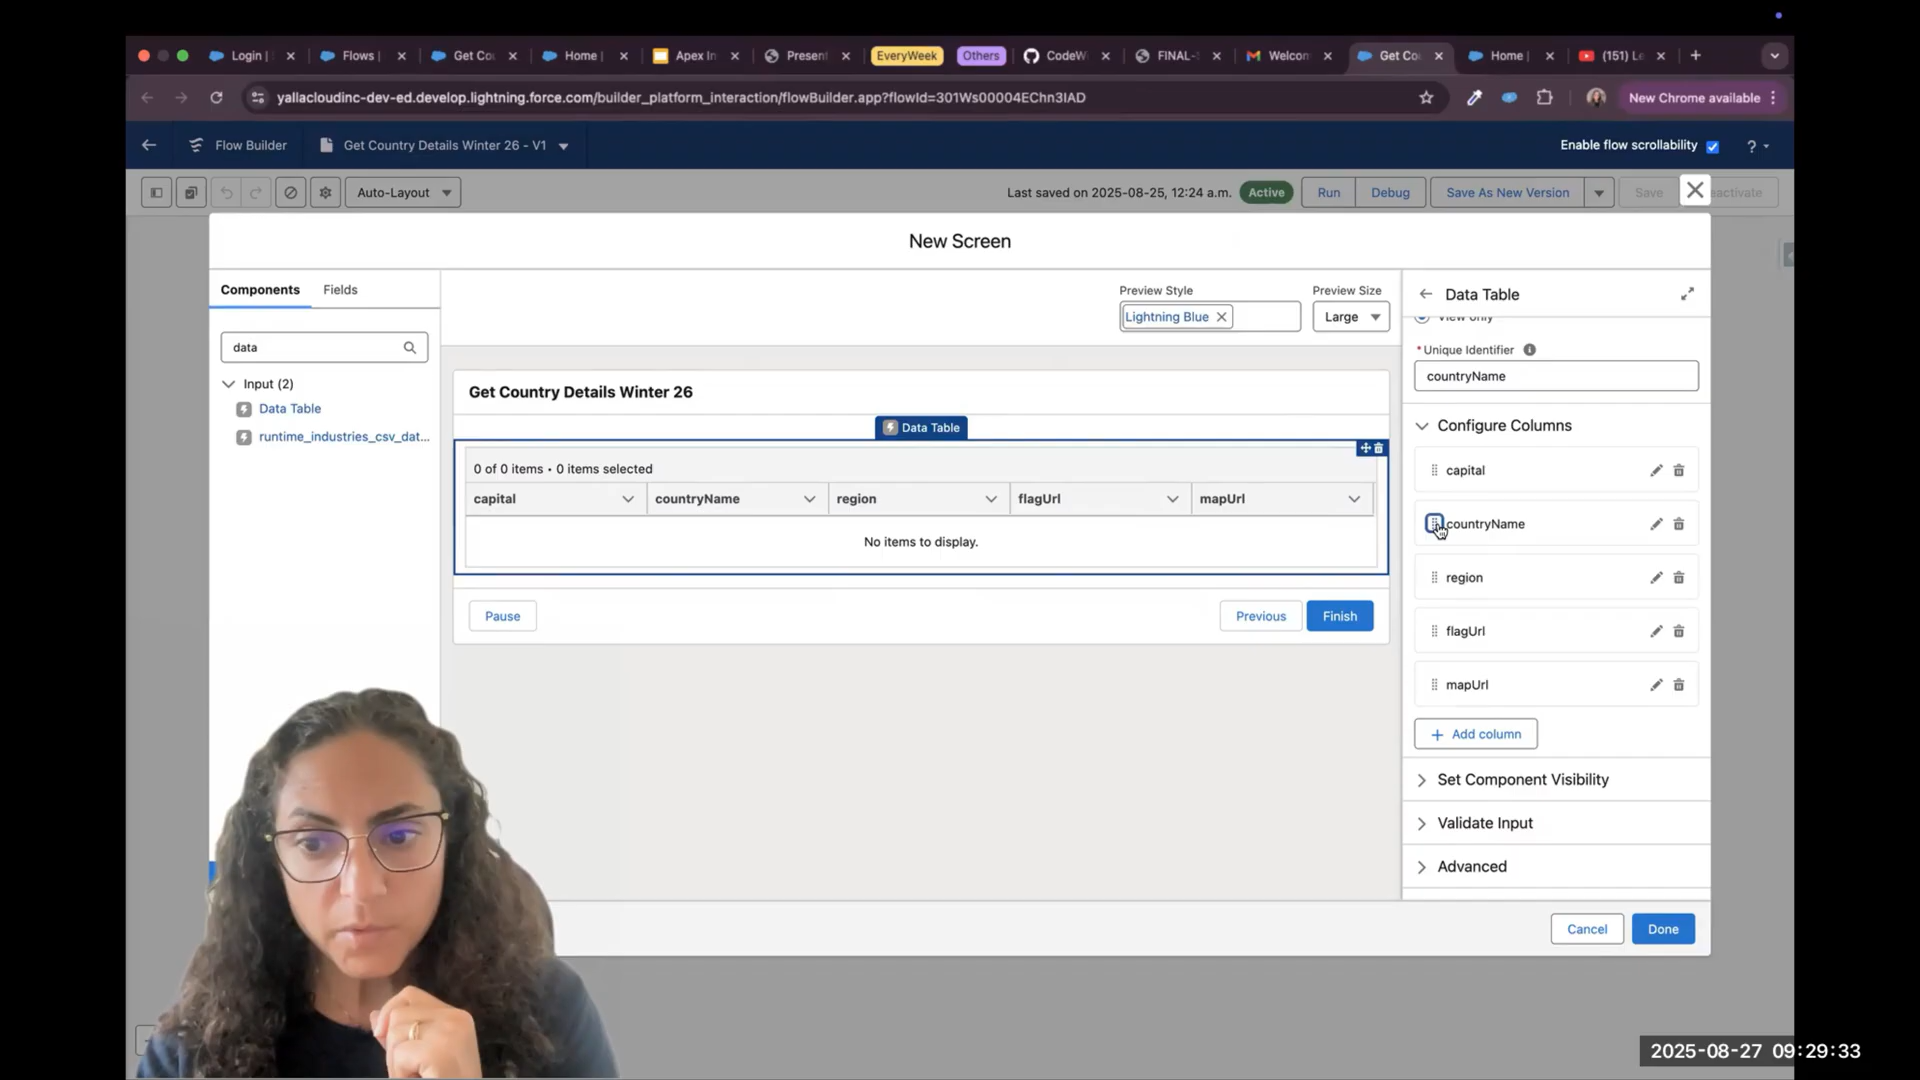 Login |
Flows |
Get Co
Home |
Apex In
Present
EveryWeek
Others
CodeW
FINAL-
Welcom
Get Co
Home |
(151) Le
yallacloudinc-dev-ed.develop.lightning.force.com/builder_platform_interaction/flowBuilder.app?flowId=301Ws00004EChn3IAD
New Chrome available
Flow Builder
Get Country Details Winter 26 - V1
Enable flow scrollability
?
Auto-Layout
Last saved on 2025-08-25, 12:24 a.m.
Active
Run
Debug
Save As New Version
Save
eactivate
New Screen
Components
Fields
data
Input (2)
Data Table
runtime_industries_csv_dat...
Preview Style
Lightning Blue
Preview Size
Large
Get Country Details Winter 26
Data Table
0 of 0 items • 0 items selected
capital
countryName
region
flagUrl
mapUrl
No items to display.
Pause
Previous
Finish
Data Table
View only
* Unique Identifier
countryName
Configure Columns
capital
countryName
region
flagUrl
mapUrl
+ Add column
Set Component Visibility
Validate Input
Advanced
Cancel
Done
2025-08-27 09:29:33